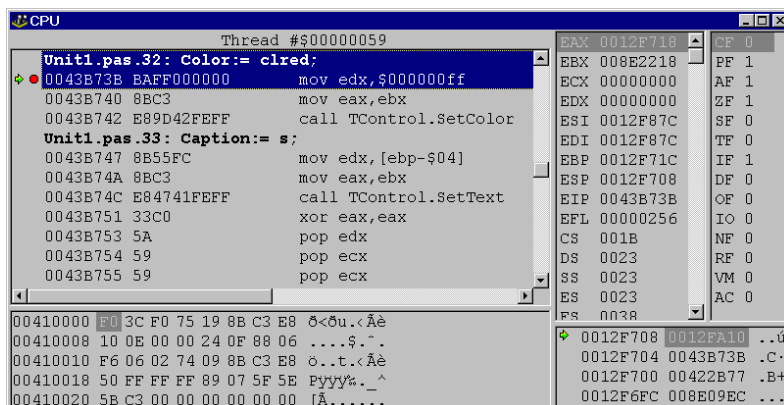 CPU
Thread #$00000059
Unit1.pas.32: Color:= clred;
0043B73B BAFF000000 mov edx,$000000ff
0043B740 8BC3 mov eax,ebx
0043B742 E89D42FEFF call TControl.SetColor
Unit1.pas.33: Caption:= s;
0043B747 8B55FC mov edx,[ebp-$04]
0043B74A 8BC3 mov eax,ebx
0043B74C E84741FEFF call TControl.SetText
0043B751 33C0 xor eax,eax
0043B753 5A pop edx
0043B754 59 pop ecx
0043B755 59 pop ecx
EAX 0012F718
EBX 008E2218
ECX 00000000
EDX 00000000
ESI 0012F87C
EDI 0012F87C
EBP 0012F71C
ESP 0012F708
EIP 0043B73B
EFL 00000256
CS 001B
DS 0023
SS 0023
ES 0023
FS 0038
CF 0
PF 1
AF 1
ZF 1
SF 0
TF 0
IF 1
DF 0
OF 0
IO 0
NF 0
RF 0
VM 0
AC 0
00410000 F0 3C F0 75 19 8B C3 E8 ð<ðu.‹Ãè
00410008 10 0E 00 00 24 0F 88 06 ....$.ˆ.
00410010 F6 06 02 74 09 8B C3 E8 ö..t.‹Ãè
00410018 50 FF FF FF 89 07 5F 5E Pÿÿÿ‰._^
00410020 5B C3 00 00 00 00 00 00 [Ã......
0012F708 0012FA10 ..ú
0012F704 0043B73B .C·
0012F700 00422B77 .B+
0012F6FC 008E09EC ...